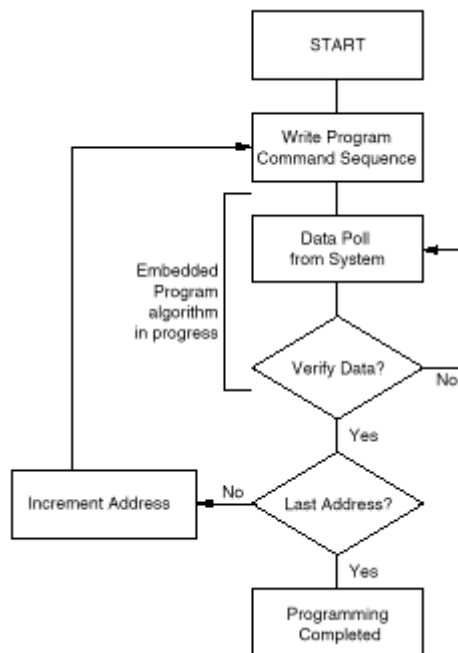 START
Write Program
Command Sequence
Data Poll
from System
Embedded
Program
algorithm
in progress
Verify Data?
No
Yes
Increment Address
No
Last Address?
Yes
Programming
Completed